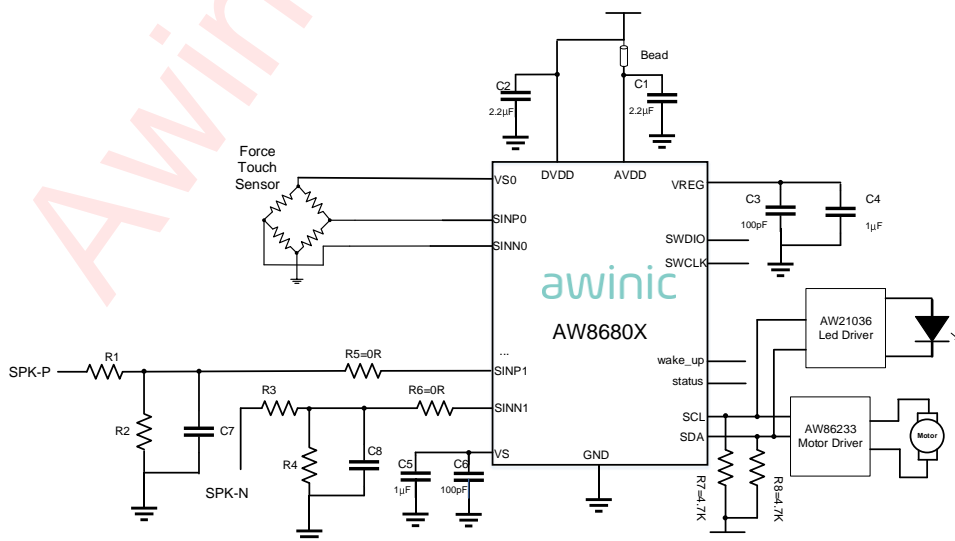 Awinic
Bead
C2
2.2µF
C1
2.2µF
Force
Touch
Sensor
VS0
SINP0
SINN0
DVDD
AVDD
VREG
C3
100pF
C4
1µF
SWDIO
SWCLK
awinic
AW8680X
AW21036
Led Driver
...
SPK-P
R1
R5=0R
SINP1
wake_up
status
R3
R6=0R
SINN1
SCL
SDA
AW86233
Motor Driver
Motor
R2
C7
R4
C8
SPK-N
C5
1µF
C6
100pF
VS
GND
R7=4.7K
R8=4.7K